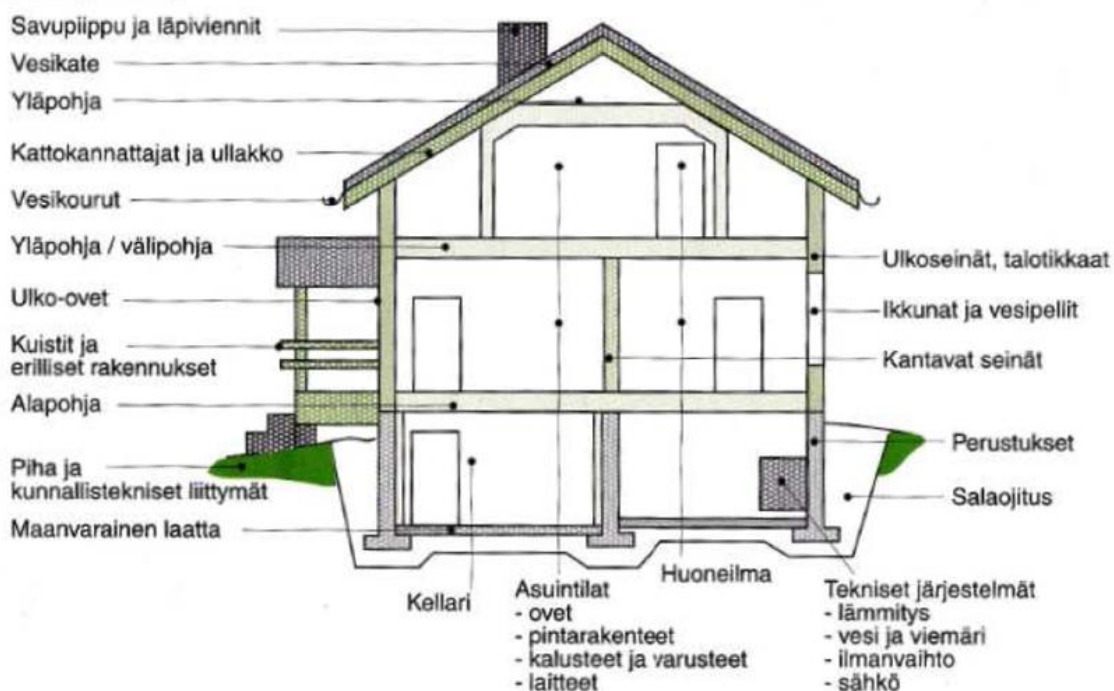 Savupiippu ja läpiviennit
Vesikate
Yläpohja
Kattokannattajat ja ullakko
Vesikourut
Yläpohja / välipohja
Ulko-ovet
Kuistit ja
erilliset rakennukset
Alapohja
Piha ja
kunnallistekniset liittymät
Maanvarainen laatta
Kellari
Asuintilat
- ovet
- pintarakenteet
- kalusteet ja varusteet
- laitteet
Huoneilma
Ulkoseinät, talotikkaat
Ikkunat ja vesipellit
Kantavat seinät
Perustukset
Salaojitus
Tekniset järjestelmät
- lämmitys
- vesi ja viemäri
- ilmanvaihto
- sähkö